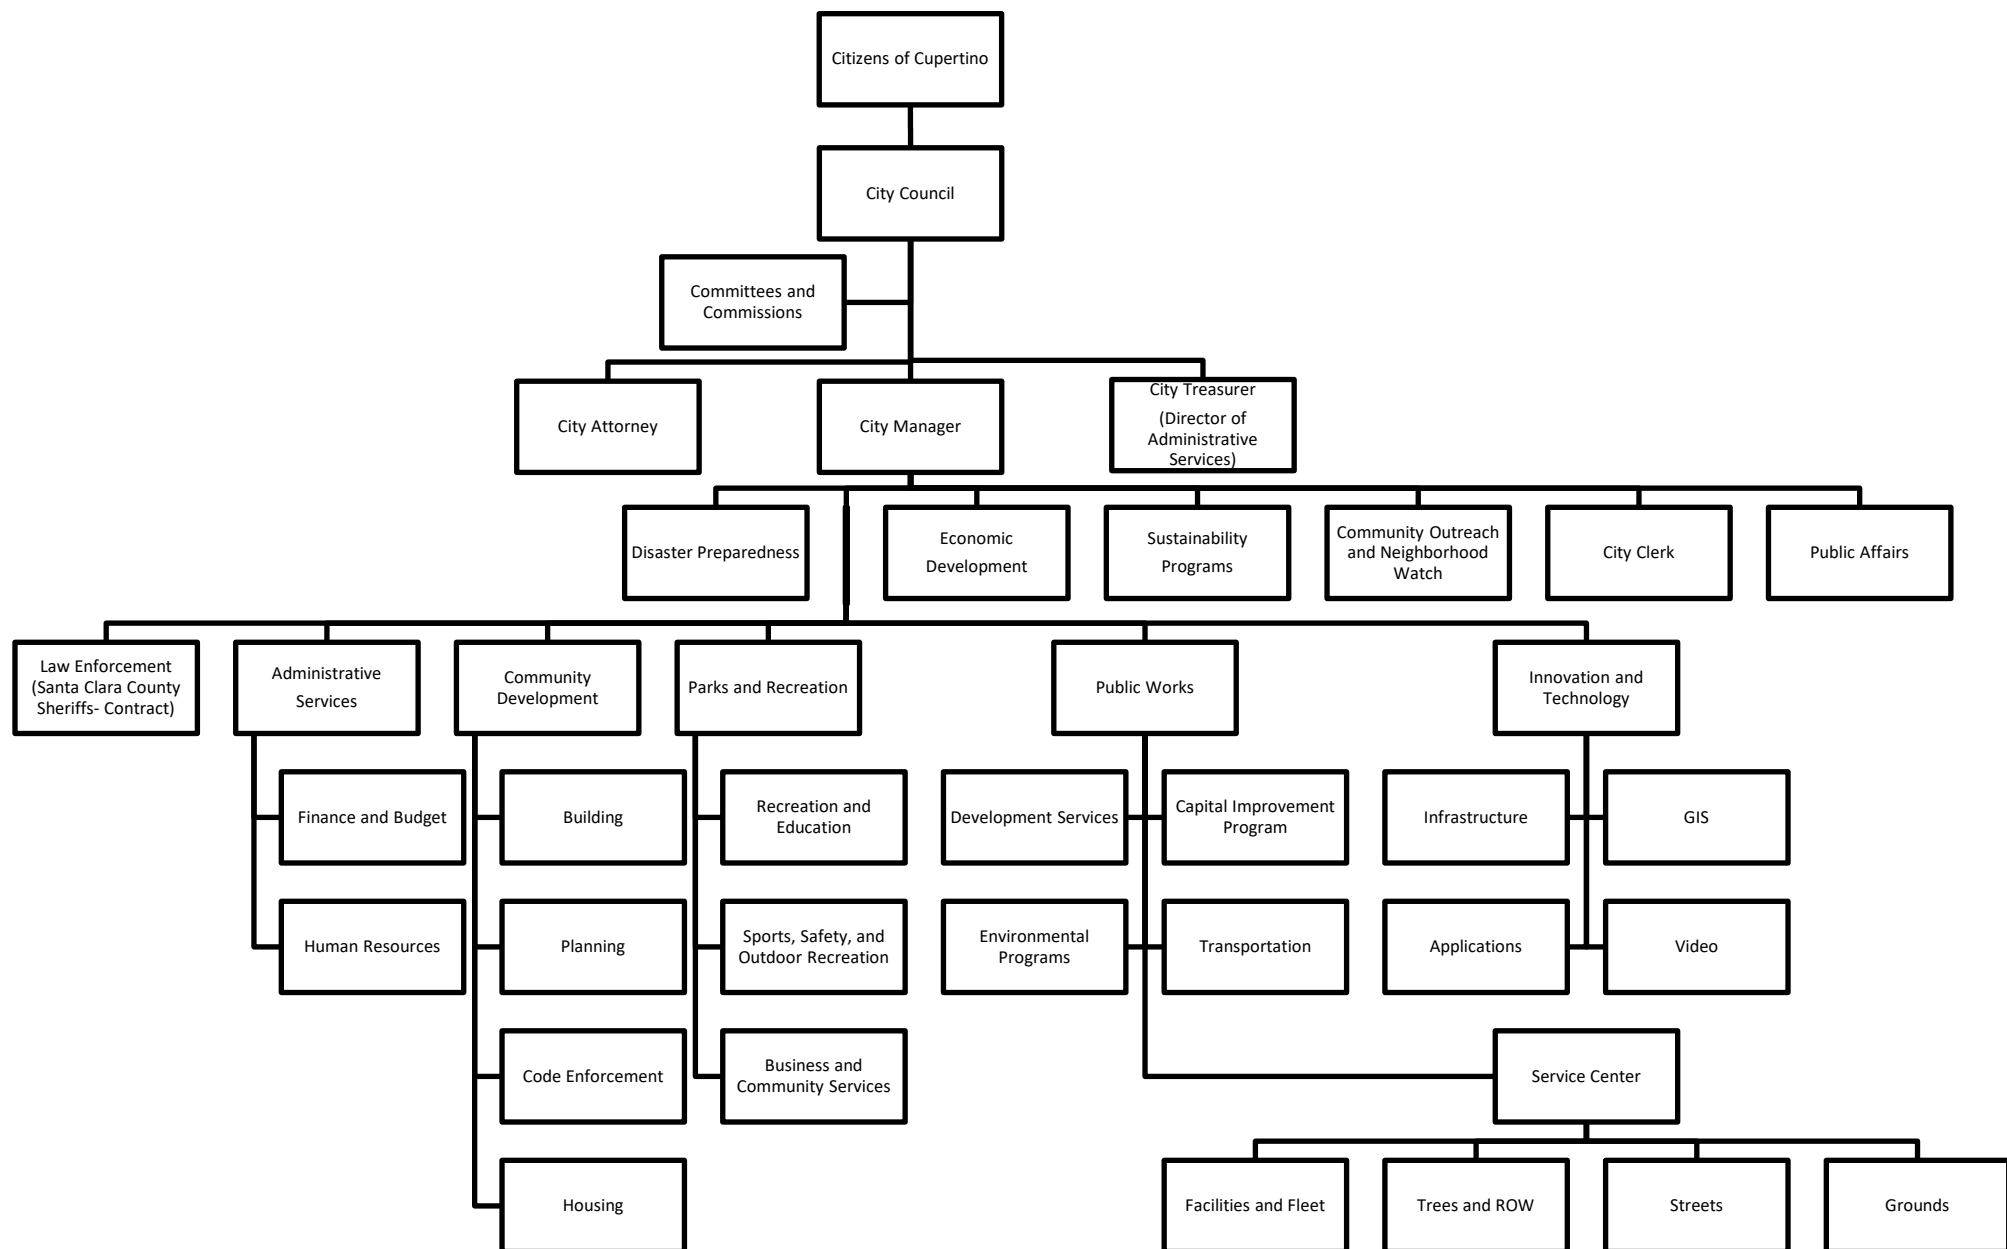 Citizens of Cupertino
City Council
Committees and
Commissions
City Attorney
City Manager
City Treasurer
(Director of
Administrative
Services)
Disaster Preparedness
Economic
Development
Sustainability
Programs
Community Outreach
and Neighborhood
Watch
City Clerk
Public Affairs
Law Enforcement
(Santa Clara County
Sheriffs- Contract)
Administrative
Services
Community
Development
Parks and Recreation
Public Works
Innovation and
Technology
Finance and Budget
Building
Recreation and
Education
Development Services
Capital Improvement
Program
Infrastructure
GIS
Human Resources
Planning
Sports, Safety, and
Outdoor Recreation
Environmental
Programs
Transportation
Applications
Video
Code Enforcement
Business and
Community Services
Service Center
Housing
Facilities and Fleet
Trees and ROW
Streets
Grounds